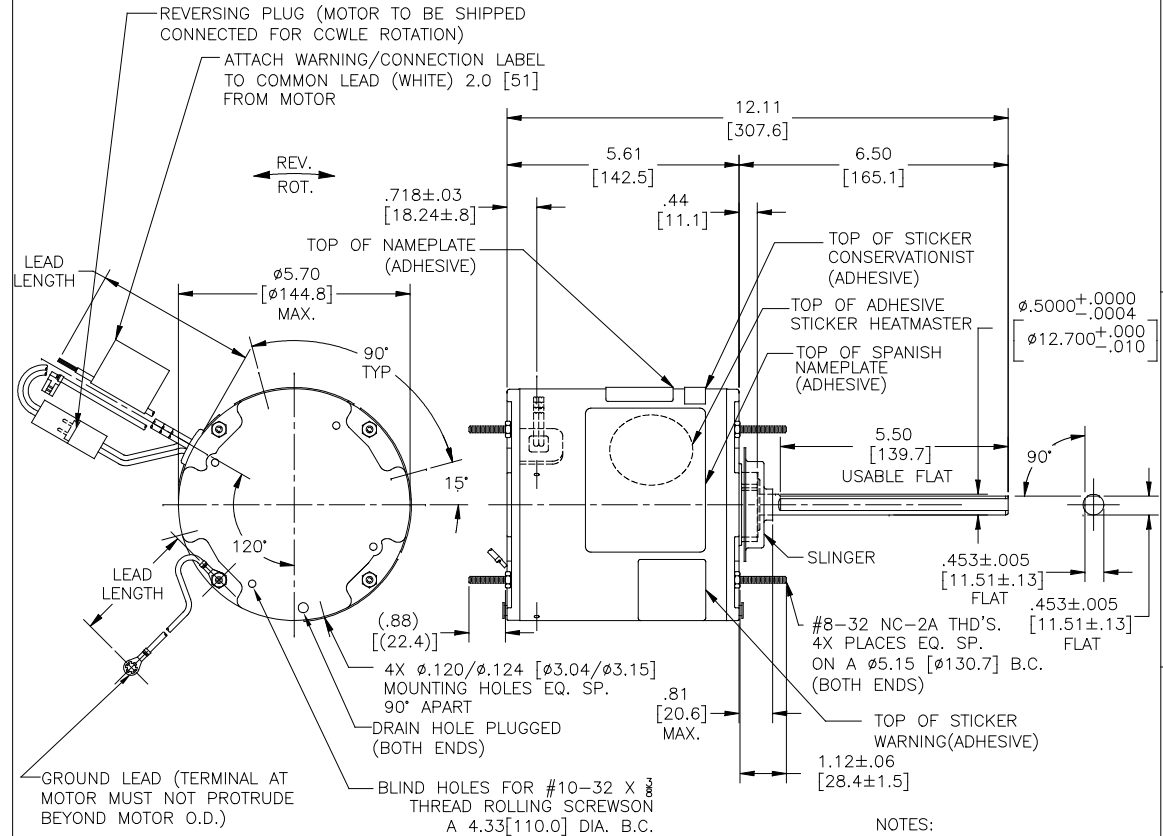 REVERSING PLUG (MOTOR TO BE SHIPPED
CONNECTED FOR CCWLE ROTATION)
ATTACH WARNING/CONNECTION LABEL
TO COMMON LEAD (WHITE) 2.0 [51]
FROM MOTOR
12.11
[307.6]
5.61
[142.5]
6.50
[165.1]
REV.
ROT.
.718±.03
[18.24±.8]
.44
[11.1]
TOP OF NAMEPLATE
(ADHESIVE)
TOP OF STICKER
CONSERVATIONIST
(ADHESIVE)
LEAD
LENGTH
ø5.70
[ø144.8]
MAX.
TOP OF ADHESIVE
STICKER HEATMASTER
ø.5000+.0000
-.0004
[ø12.700+.000
-.010]
90°
TYP
TOP OF SPANISH
NAMEPLATE
(ADHESIVE)
5.50
[139.7]
USABLE FLAT
90°
15°
120°
SLINGER
LEAD
LENGTH
.453±.005
[11.51±.13]
FLAT
.453±.005
[11.51±.13]
FLAT
(.88)
[(22.4)]
#8-32 NC-2A THD'S.
4X PLACES EQ. SP.
ON A ø5.15 [ø130.7] B.C.
(BOTH ENDS)
4X ø.120/ø.124 [ø3.04/ø3.15]
MOUNTING HOLES EQ. SP.
90° APART
.81
[20.6]
MAX.
DRAIN HOLE PLUGGED
(BOTH ENDS)
TOP OF STICKER
WARNING(ADHESIVE)
1.12±.06
[28.4±1.5]
GROUND LEAD (TERMINAL AT
MOTOR MUST NOT PROTRUDE
BEYOND MOTOR O.D.)
BLIND HOLES FOR #10-32 X 3/8
THREAD ROLLING SCREWSON
A 4.33[110.0] DIA. B.C.
NOTES: